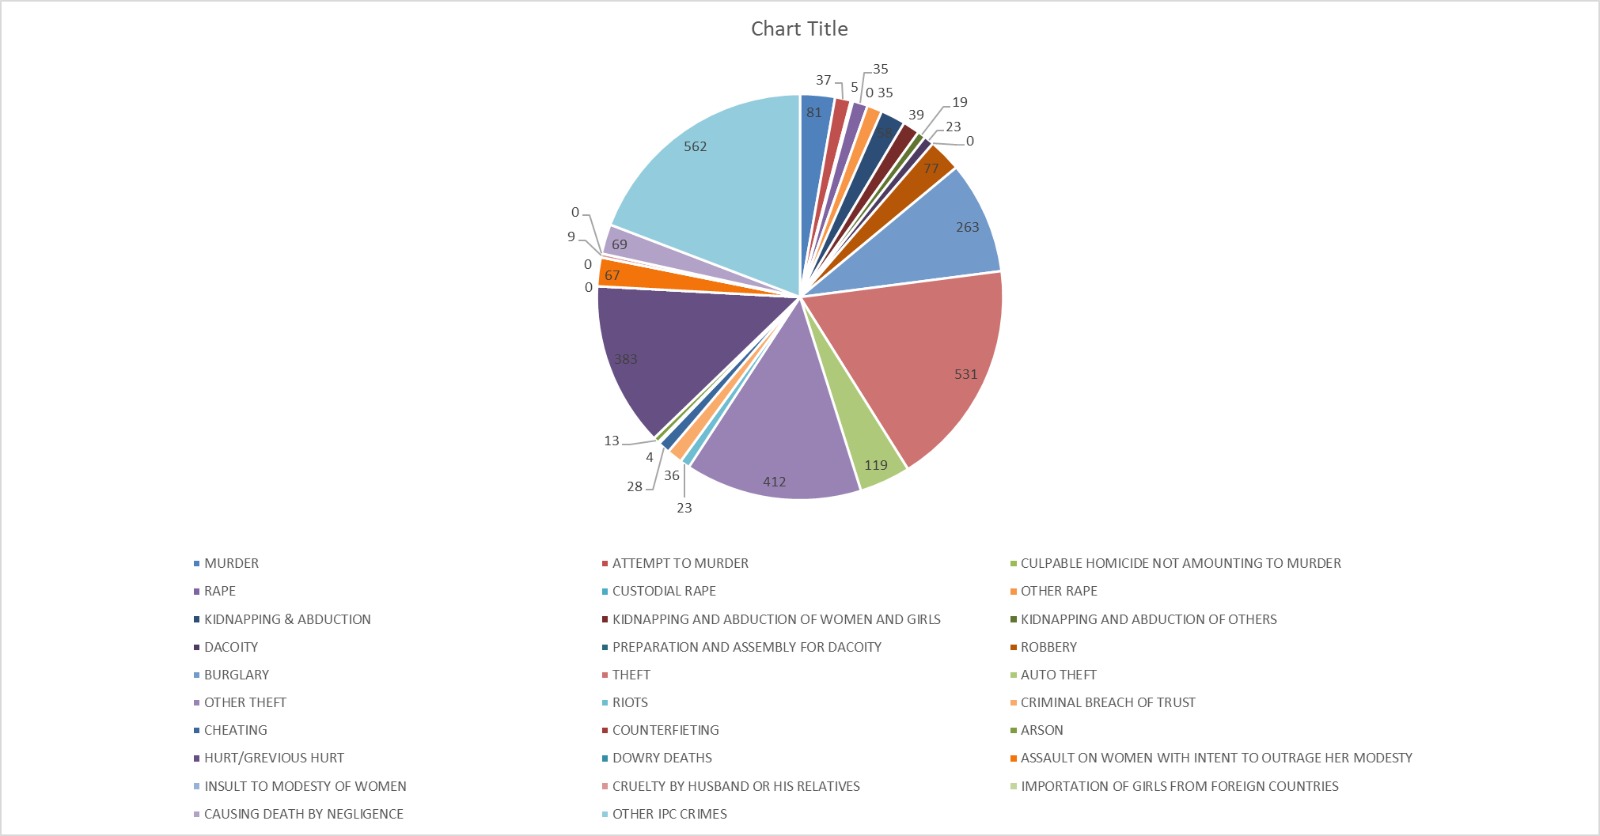 Chart Title
37
5
35
0 35
39
19
23
0
81
77
263
531
119
412
23
36
28
4
13
383
0
67
0
9
0
69
562
MURDER
ATTEMPT TO MURDER
CULPABLE HOMICIDE NOT AMOUNTING TO MURDER
RAPE
CUSTODIAL RAPE
OTHER RAPE
KIDNAPPING & ABDUCTION
KIDNAPPING AND ABDUCTION OF WOMEN AND GIRLS
KIDNAPPING AND ABDUCTION OF OTHERS
DACOITY
PREPARATION AND ASSEMBLY FOR DACOITY
ROBBERY
BURGLARY
THEFT
AUTO THEFT
OTHER THEFT
RIOTS
CRIMINAL BREACH OF TRUST
CHEATING
COUNTERFIETING
ARSON
HURT/GREVIOUS HURT
DOWRY DEATHS
ASSAULT ON WOMEN WITH INTENT TO OUTRAGE HER MODESTY
INSULT TO MODESTY OF WOMEN
CRUELTY BY HUSBAND OR HIS RELATIVES
IMPORTATION OF GIRLS FROM FOREIGN COUNTRIES
CAUSING DEATH BY NEGLIGENCE
OTHER IPC CRIMES